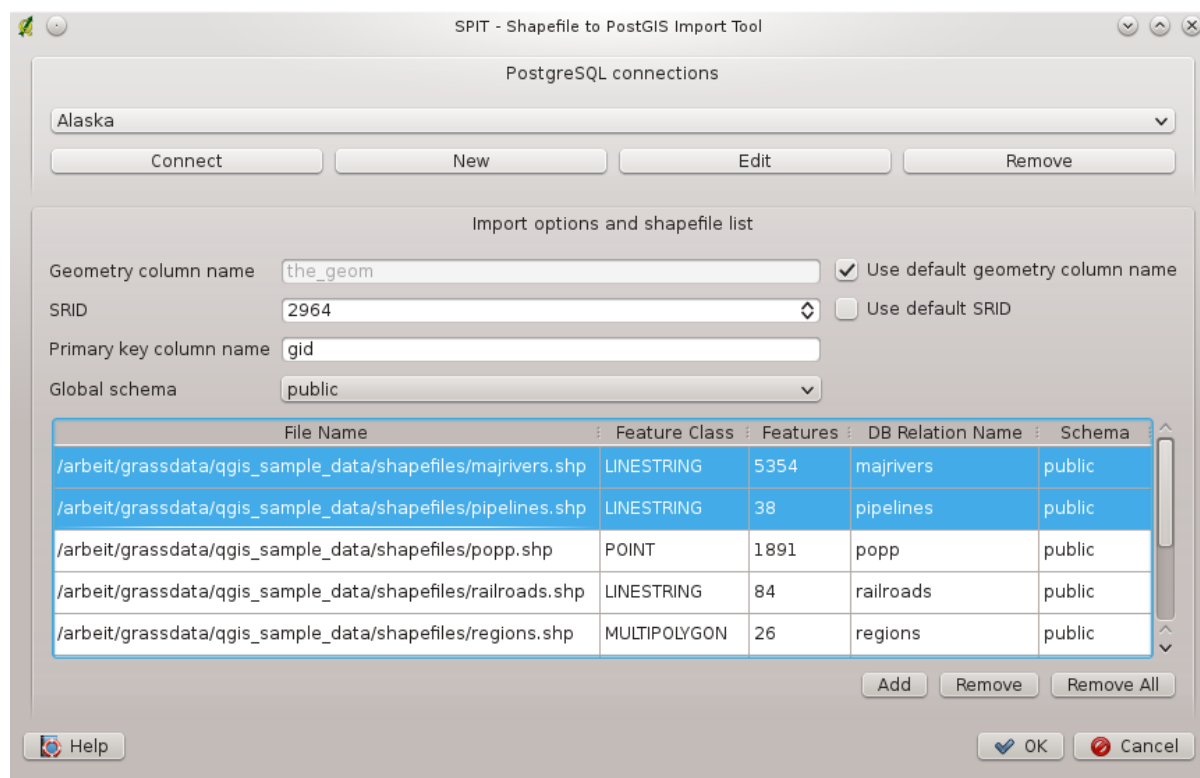 SPIT - Shapefile to PostGIS Import Tool
PostgreSQL connections
Alaska
Connect New Edit Remove
Import options and shapefile list
Geometry column name the_geom Use default geometry column name
SRID 2964 Use default SRID
Primary key column name gid
Global schema public
File Name Feature Class Features DB Relation Name Schema
/arbeit/grassdata/qgis_sample_data/shapefiles/majrivers.shp LINESTRING 5354 majrivers public
/arbeit/grassdata/qgis_sample_data/shapefiles/pipelines.shp LINESTRING 38 pipelines public
/arbeit/grassdata/qgis_sample_data/shapefiles/popp.shp POINT 1891 popp public
/arbeit/grassdata/qgis_sample_data/shapefiles/railroads.shp LINESTRING 84 railroads public
/arbeit/grassdata/qgis_sample_data/shapefiles/regions.shp MULTIPOLYGON 26 regions public
Add Remove Remove All
Help OK Cancel